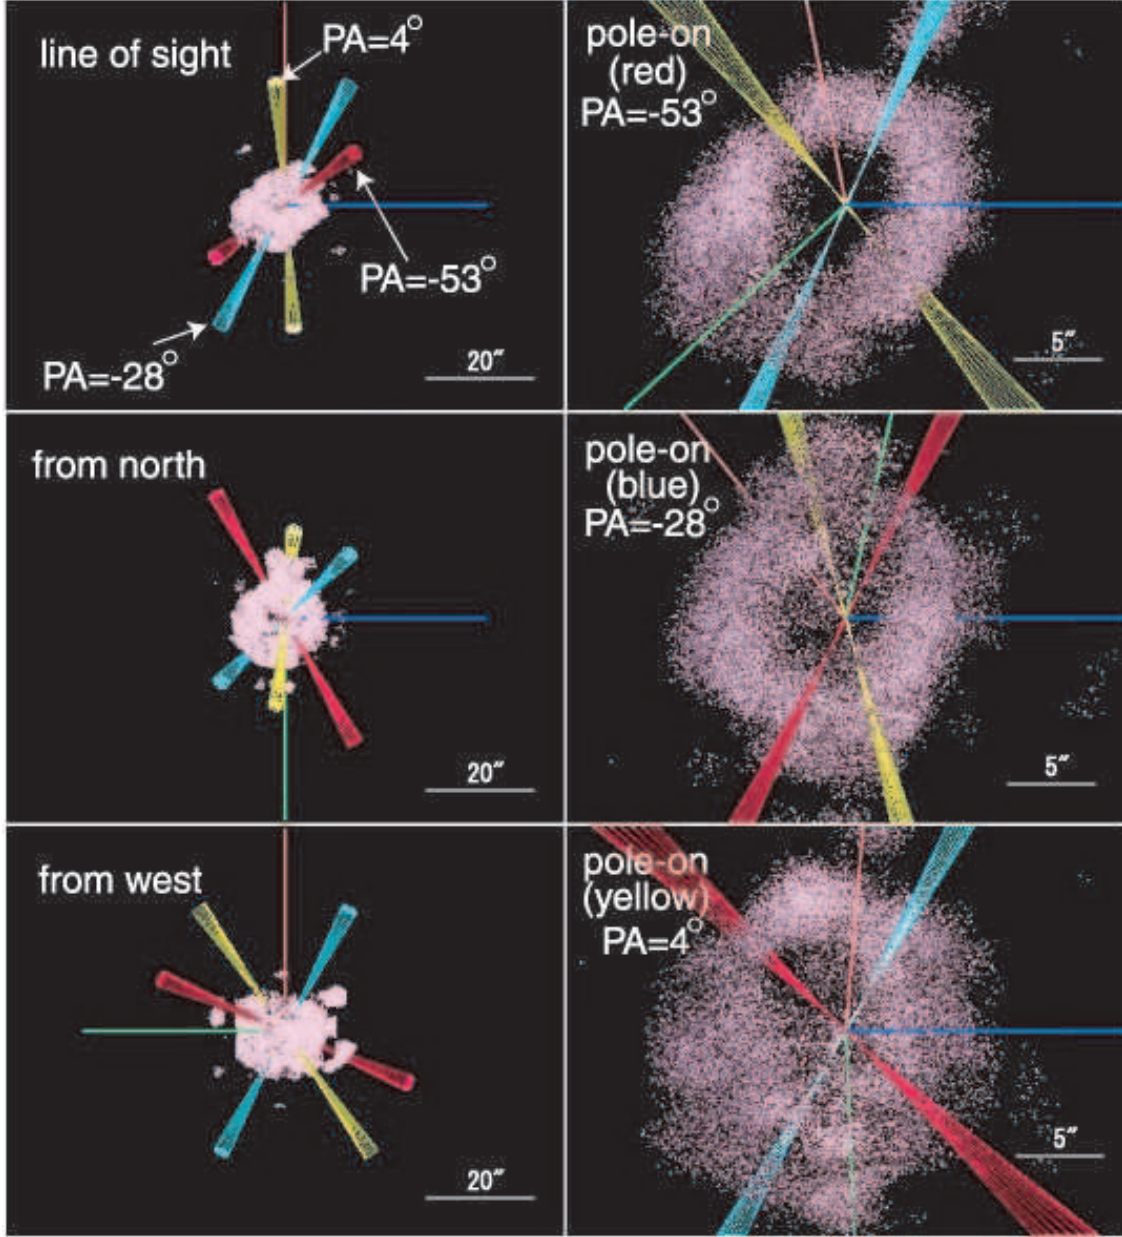 line of sight
PA=4°
PA=-53°
PA=-28°
20″
pole-on
(red)
PA=-53°
5″
from north
20″
pole-on
(blue)
PA=-28°
5″
from west
20″
pole-on
(yellow)
PA=4°
5″